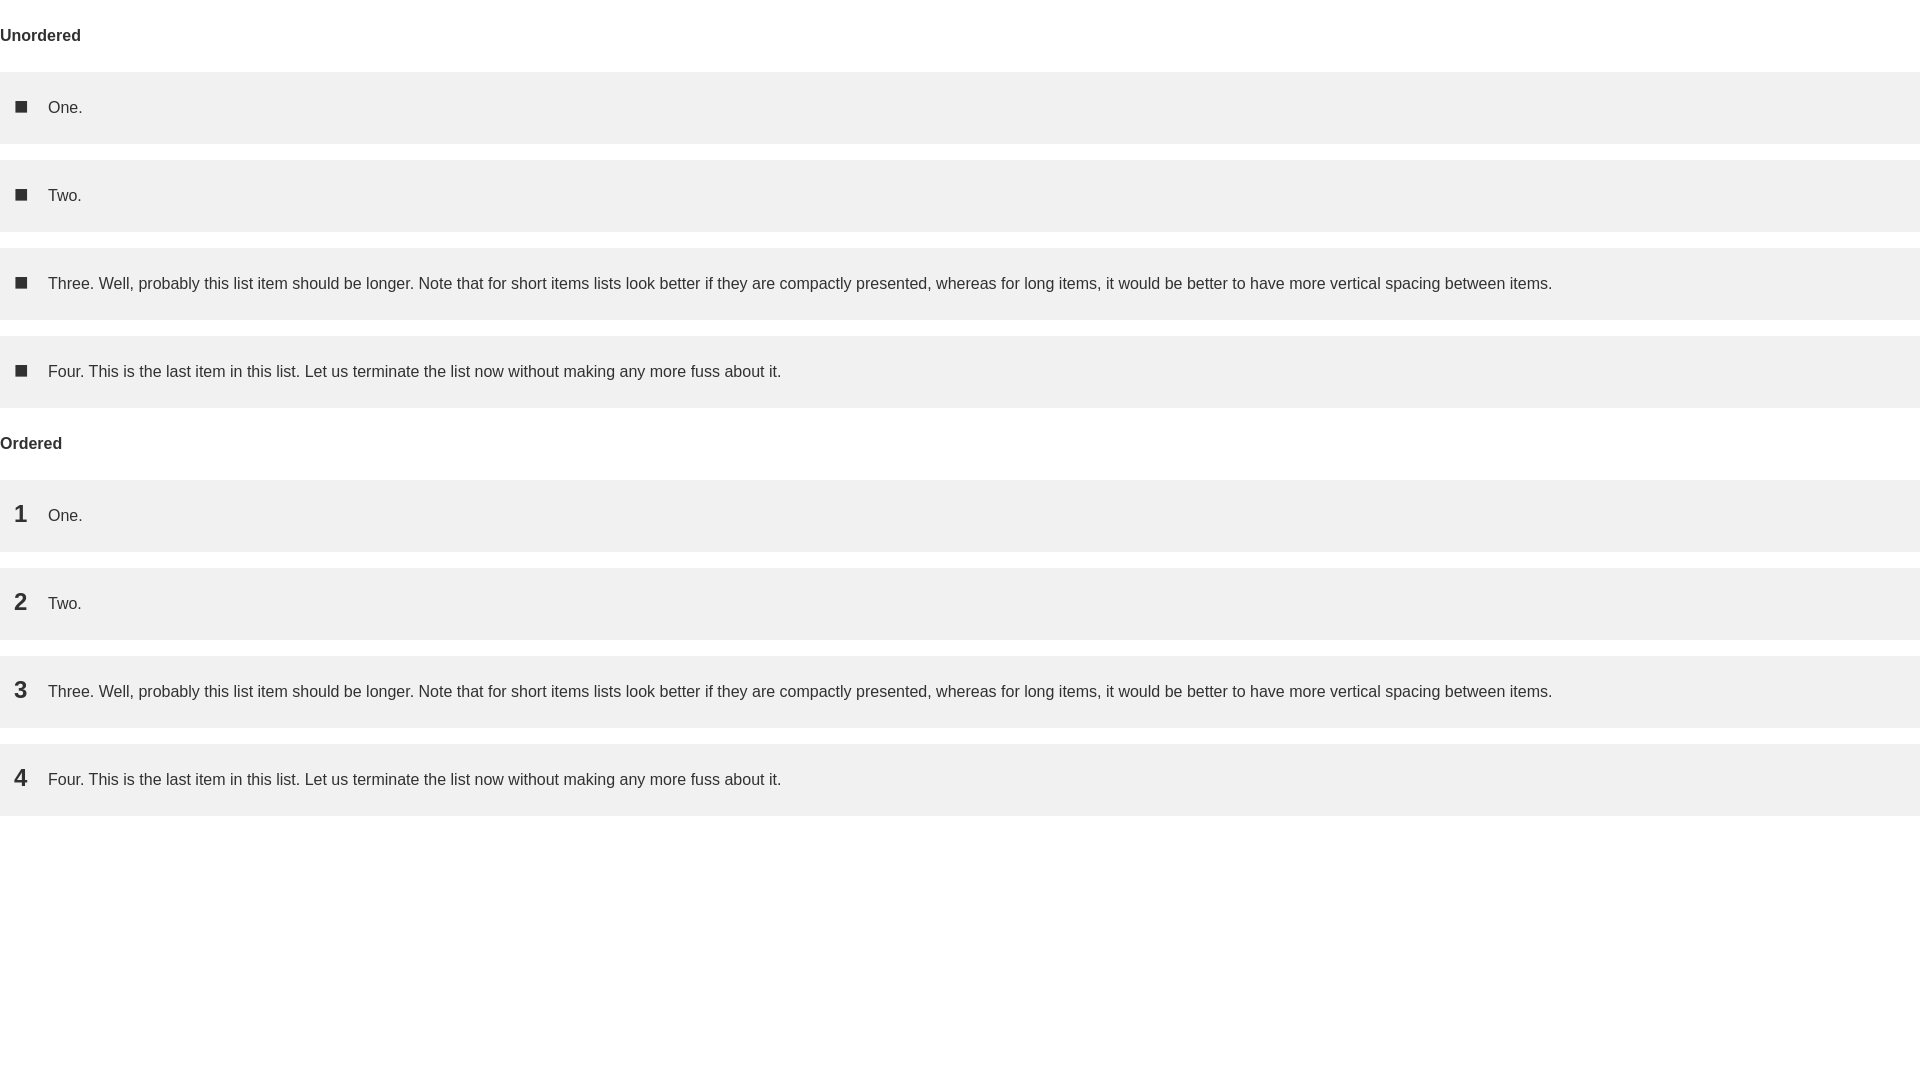 Unordered
■ One.
■ Two.
■ Three. Well, probably this list item should be longer. Note that for short items lists look better if they are compactly presented, whereas for long items, it would be better to have more vertical spacing between items.
■ Four. This is the last item in this list. Let us terminate the list now without making any more fuss about it.
Ordered
1 One.
2 Two.
3 Three. Well, probably this list item should be longer. Note that for short items lists look better if they are compactly presented, whereas for long items, it would be better to have more vertical spacing between items.
4 Four. This is the last item in this list. Let us terminate the list now without making any more fuss about it.